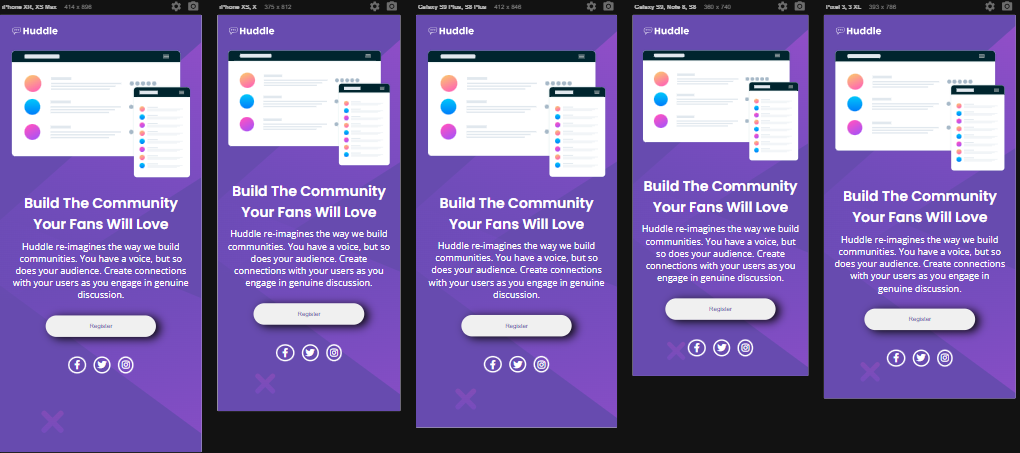 iPhone XR, XS Max 414 x 896
Huddle
Build The Community
Your Fans Will Love
Huddle re-imagines the way we build
communities. You have a voice, but so
does your audience. Create connections
with your users as you engage in genuine
discussion.
Register
iPhone XS, X 375 x 812
Huddle
Build The Community
Your Fans Will Love
Huddle re-imagines the way we build
communities. You have a voice, but so
does your audience. Create
connections with your users as you
engage in genuine discussion.
Register
Galaxy S9 Plus, S8 Plus 412 x 846
Huddle
Build The Community
Your Fans Will Love
Huddle re-imagines the way we build
communities. You have a voice, but so
does your audience. Create connections
with your users as you engage in genuine
discussion.
Register
Galaxy S9, Note 8, S8 360 x 740
Huddle
Build The Community
Your Fans Will Love
Huddle re-imagines the way we build
communities. You have a voice, but
so does your audience. Create
connections with your users as you
engage in genuine discussion.
Register
Pixel 3, 3 XL 393 x 786
Huddle
Build The Community
Your Fans Will Love
Huddle re-imagines the way we build
communities. You have a voice, but so
does your audience. Create connections
with your users as you engage in
genuine discussion.
Register